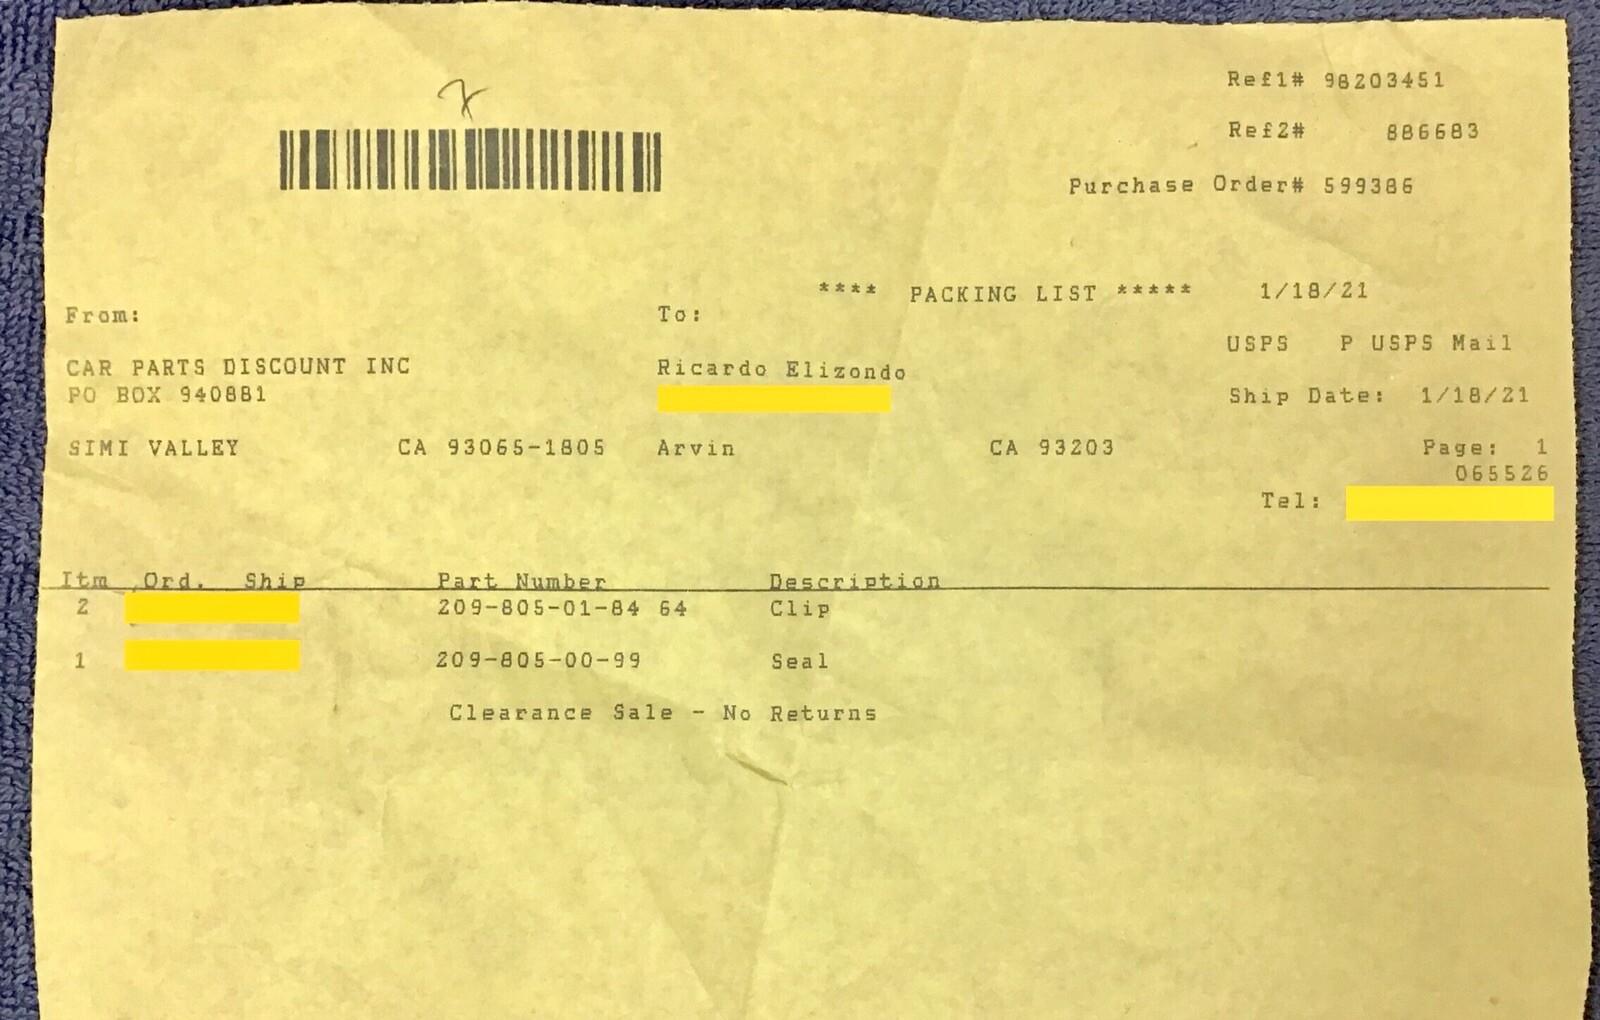 Ref1# 98203451
Ref2# 886683
Purchase Order# 599386
**** PACKING LIST ***** 1/18/21
From: To:
USPS P USPS Mail
CAR PARTS DISCOUNT INC Ricardo Elizondo
PO BOX 940881 Ship Date: 1/18/21
SIMI VALLEY CA 93065-1805 Arvin CA 93203 Page: 1
065526
Tel:
Itm Ord. Ship Part Number Description
2 209-805-01-84 64 Clip
1 209-805-00-99 Seal
Clearance Sale - No Returns